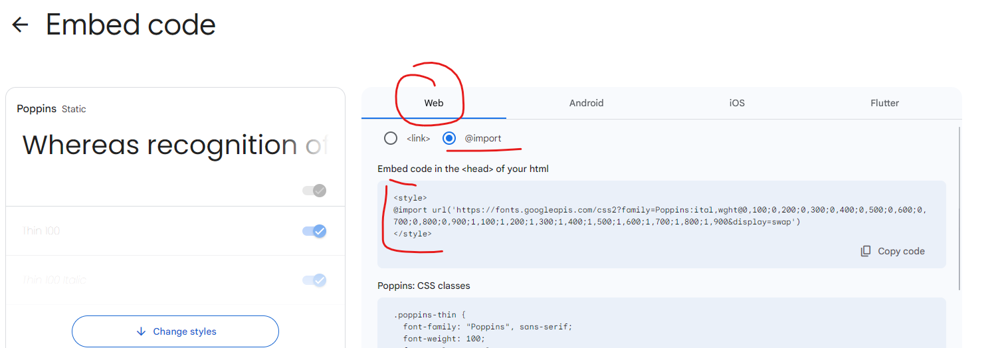 Embed code
Poppins Static
Whereas recognition of
Thin 100
Thin 100 Italic
Change styles
Web
Android
iOS
Flutter
<link>
@import
Embed code in the <head> of your html
<style>
@import url('https://fonts.googleapis.com/css2?family=Poppins:ital,wght@0,100;0,200;0,300;0,400;0,500;0,600;0,
700;0,800;0,900;1,100;1,200;1,300;1,400;1,500;1,600;1,700;1,800;1,900&display=swap')
</style>
Copy code
Poppins: CSS classes
.poppins-thin {
font-family: "Poppins", sans-serif;
font-weight: 100;